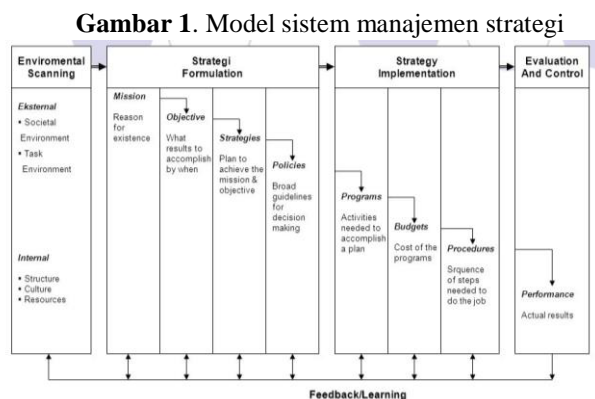 Gambar 1. Model sistem manajemen strategi
Enviromental
Scanning
Strategi
Formulation
Strategy
Implementation
Evaluation
And Control
Eksternal
• Societal
Environment
• Task
Environment
Internal
• Structure
• Culture
• Resources
Mission
Reason
for
existence
Objective
What
results to
accomplish
by when
Strategies
Plan to
achieve the
mission &
objective
Policies
Broad
guidelines
for
decision
making
Programs
Activities
needed to
accomplish
a plan
Budgets
Cost of the
programs
Procedures
Srquence
of steps
needed to
do the job
Performance
Actual results
Feedback/Learning